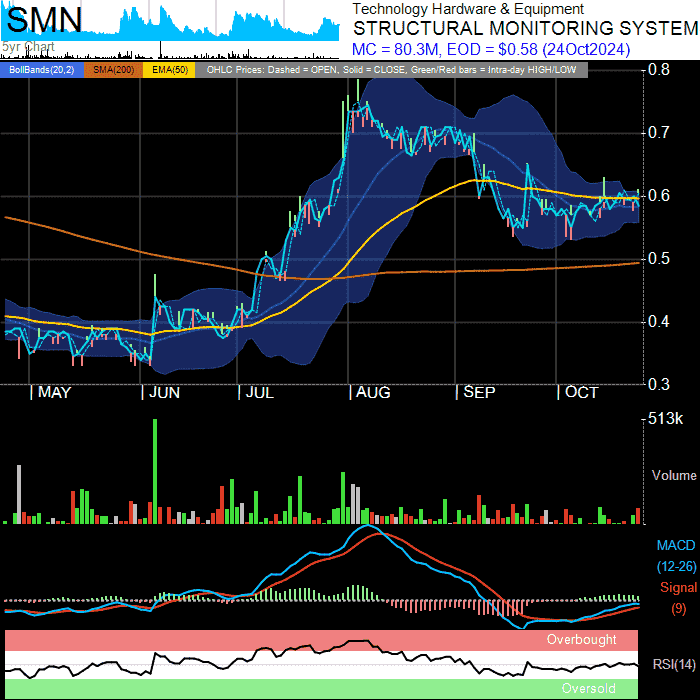 SMN
5yr Chart
Technology Hardware & Equipment
STRUCTURAL MONITORING SYSTEM
MC = 80.3M, EOD = $0.58 (24Oct2024)
BollBands(20,2) SMA(200) EMA(50) OHLC Prices: Dashed = OPEN, Solid = CLOSE, Green/Red bars = Intra-day HIGH/LOW
0.8
0.7
0.6
0.5
0.4
0.3
MAY JUN JUL AUG SEP OCT
513k
Volume
MACD
(12-26)
Signal
(9)
Overbought
RSI(14)
Oversold